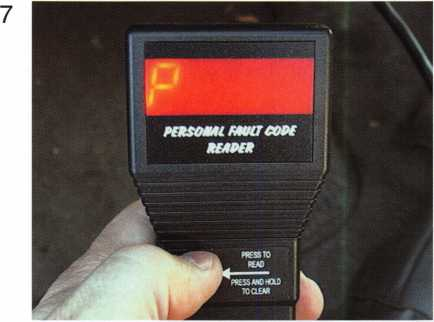 7
P
PERSONAL FAULT CODE
READER
PRESS TO
READ
PRESS AND HOLD
TO CLEAR